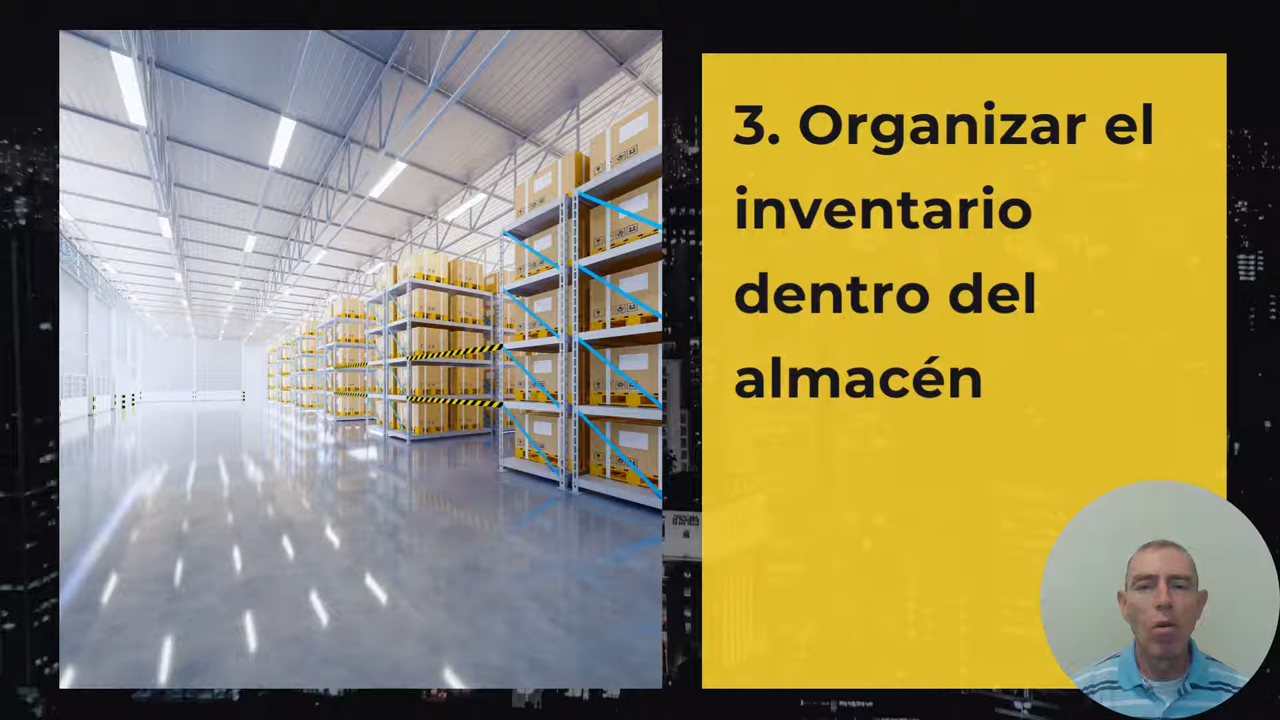 3. Organizar el
inventario
dentro del
almacén